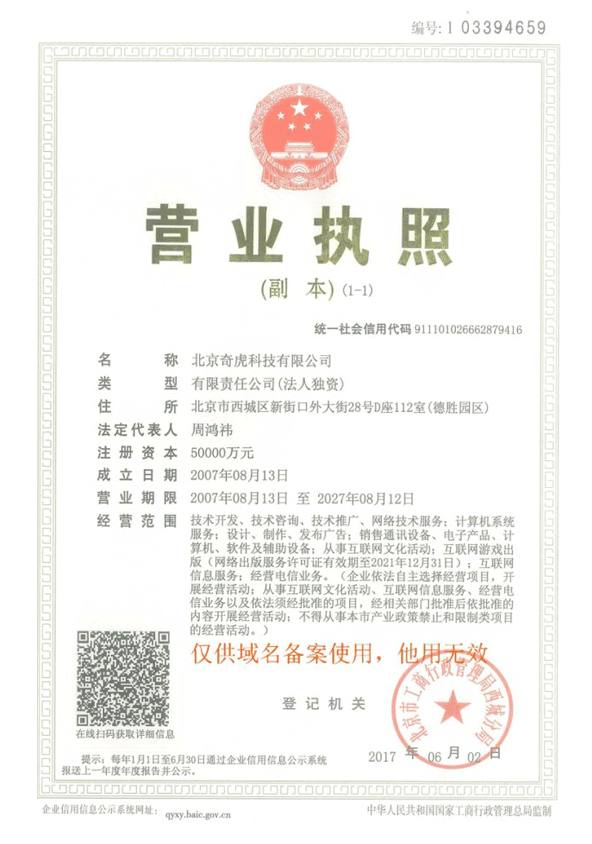 编号:1 03394659
营业执照
(副 本) (1-1)
统一社会信用代码 911101026662879416
名 称 北京奇虎科技有限公司
类 型 有限责任公司(法人独资)
住 所 北京市西城区新街口外大街28号D座112室(德胜园区)
法定代表人 周鸿祎
注册资本 50000万元
成立日期 2007年08月13日
营业期限 2007年08月13日 至 2027年08月12日
经营范围 技术开发、技术咨询、技术推广、网络技术服务；计算机系统
服务；设计、制作、发布广告；销售通讯设备、电子产品、计
算机、软件及辅助设备；从事互联网文化活动；互联网游戏出
版（网络出版服务许可证有效期至2021年12月31日）；互联网
信息服务；经营电信业务。（企业依法自主选择经营项目，开
展经营活动；从事互联网文化活动、互联网信息服务、经营电
信业务以及依法须经批准的项目，经相关部门批准后依批准的
内容开展经营活动；不得从事本市产业政策禁止和限制类项目
的经营活动。）
仅供域名备案使用，他用无效
登记机关
北京市工商行政管理局西城分局
在线扫码获取详细信息
2017 年 06 月 02 日
提示：每年1月1日至6月30日通过企业信用信息公示系统
报送上一年度年度报告并公示。
企业信用信息公示系统网址： qyxy.baic.gov.cn
中华人民共和国国家工商行政管理总局监制